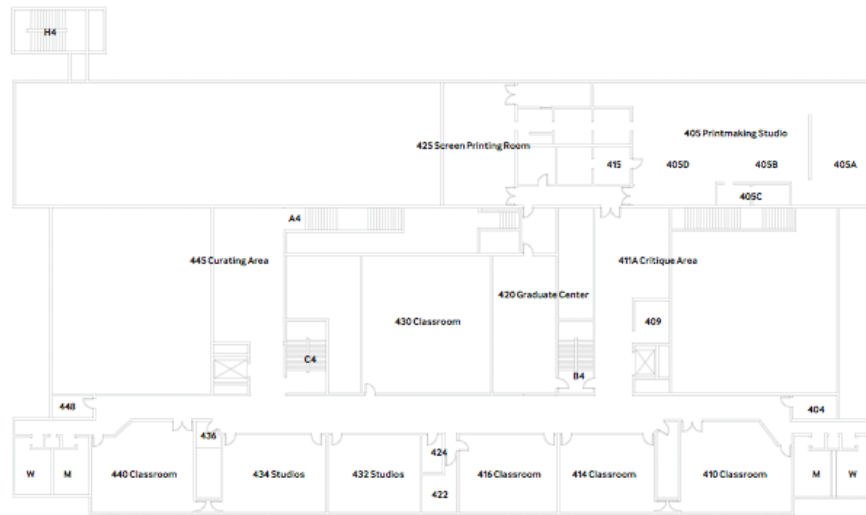 H4
405 Printmaking Studio
425 Screen Printing Room
415
405D
405B
405A
405C
A4
445 Curating Area
411A Critique Area
420 Graduate Center
430 Classroom
409
C4
B4
448
404
436
424
W
M
440 Classroom
434 Studios
432 Studios
416 Classroom
414 Classroom
410 Classroom
M
W
422